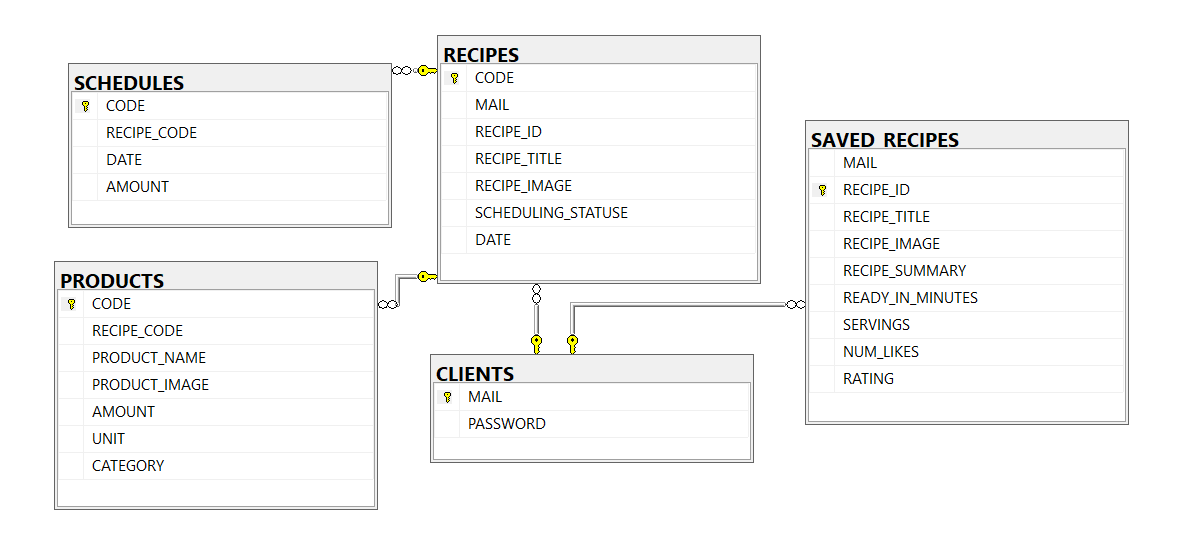 SCHEDULES
CODE
RECIPE_CODE
DATE
AMOUNT
RECIPES
CODE
MAIL
RECIPE_ID
RECIPE_TITLE
RECIPE_IMAGE
SCHEDULING_STATUSE
DATE
SAVED_RECIPES
MAIL
RECIPE_ID
RECIPE_TITLE
RECIPE_IMAGE
RECIPE_SUMMARY
READY_IN_MINUTES
SERVINGS
NUM_LIKES
RATING
PRODUCTS
CODE
RECIPE_CODE
PRODUCT_NAME
PRODUCT_IMAGE
AMOUNT
UNIT
CATEGORY
CLIENTS
MAIL
PASSWORD